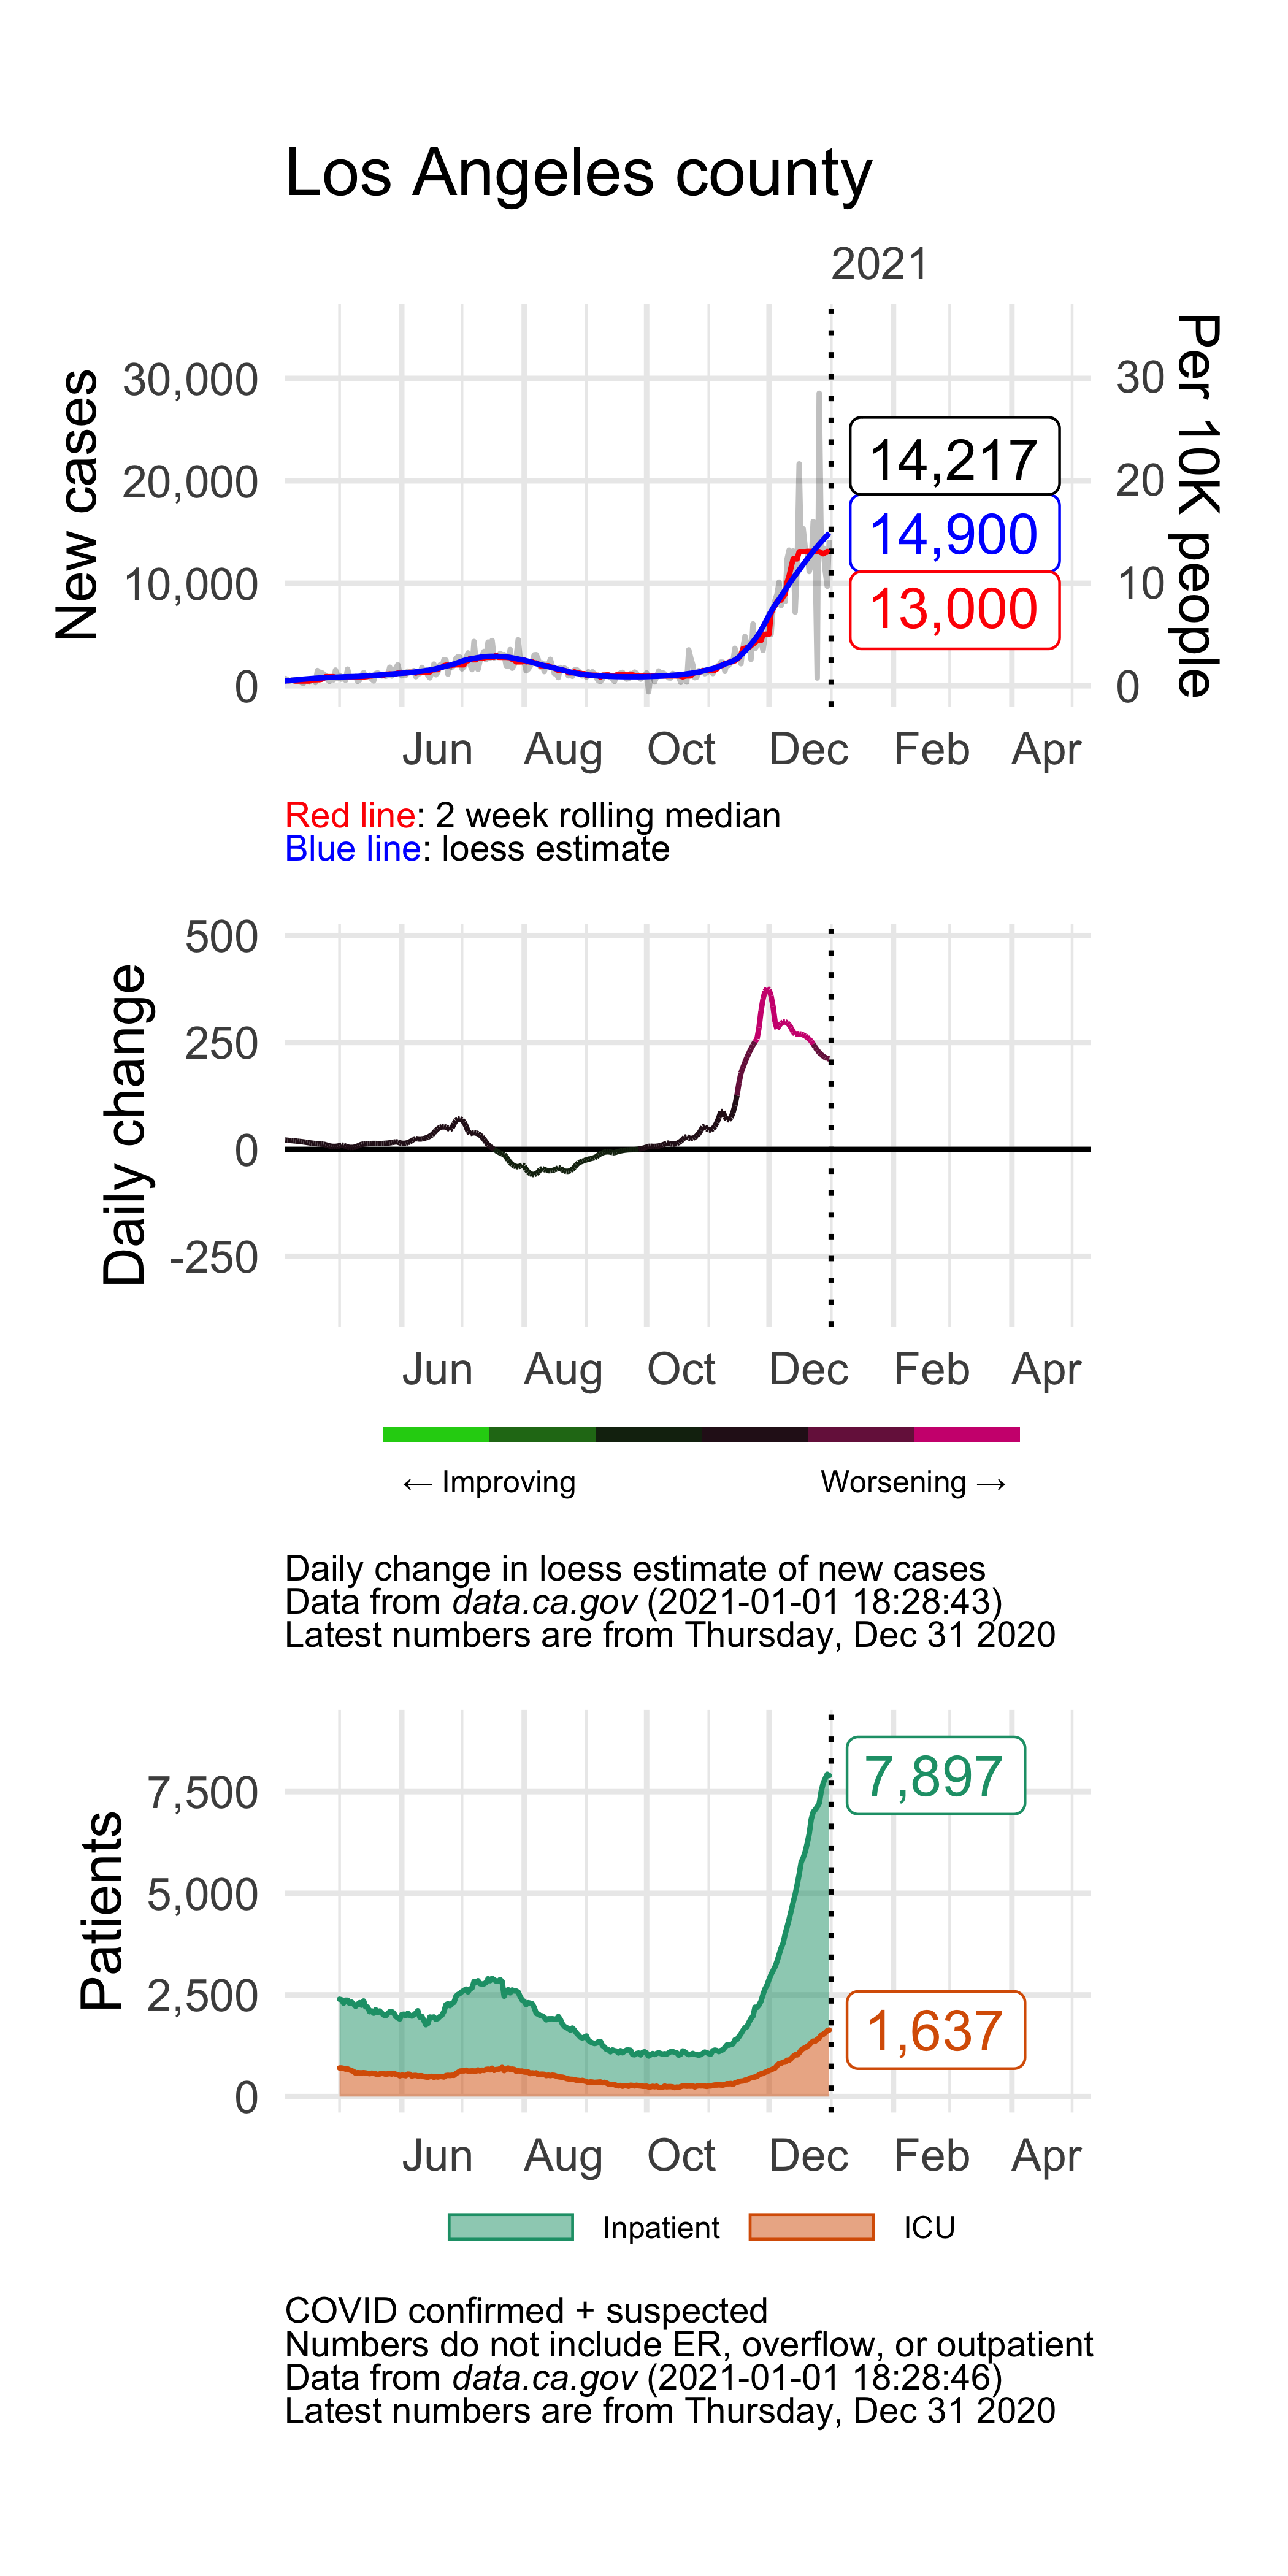 Los Angeles county
2021
New cases
30,000
20,000
10,000
0
30
20
10
0
Per 10K people
14,217
14,900
13,000
Jun Aug Oct Dec Feb Apr
Red line: 2 week rolling median
Blue line: loess estimate
Daily change
500
250
0
-250
Jun Aug Oct Dec Feb Apr
← Improving Worsening →
Daily change in loess estimate of new cases
Data from data.ca.gov (2021-01-01 18:28:43)
Latest numbers are from Thursday, Dec 31 2020
Patients
7,500
5,000
2,500
0
7,897
1,637
Jun Aug Oct Dec Feb Apr
Inpatient ICU
COVID confirmed + suspected
Numbers do not include ER, overflow, or outpatient
Data from data.ca.gov (2021-01-01 18:28:46)
Latest numbers are from Thursday, Dec 31 2020